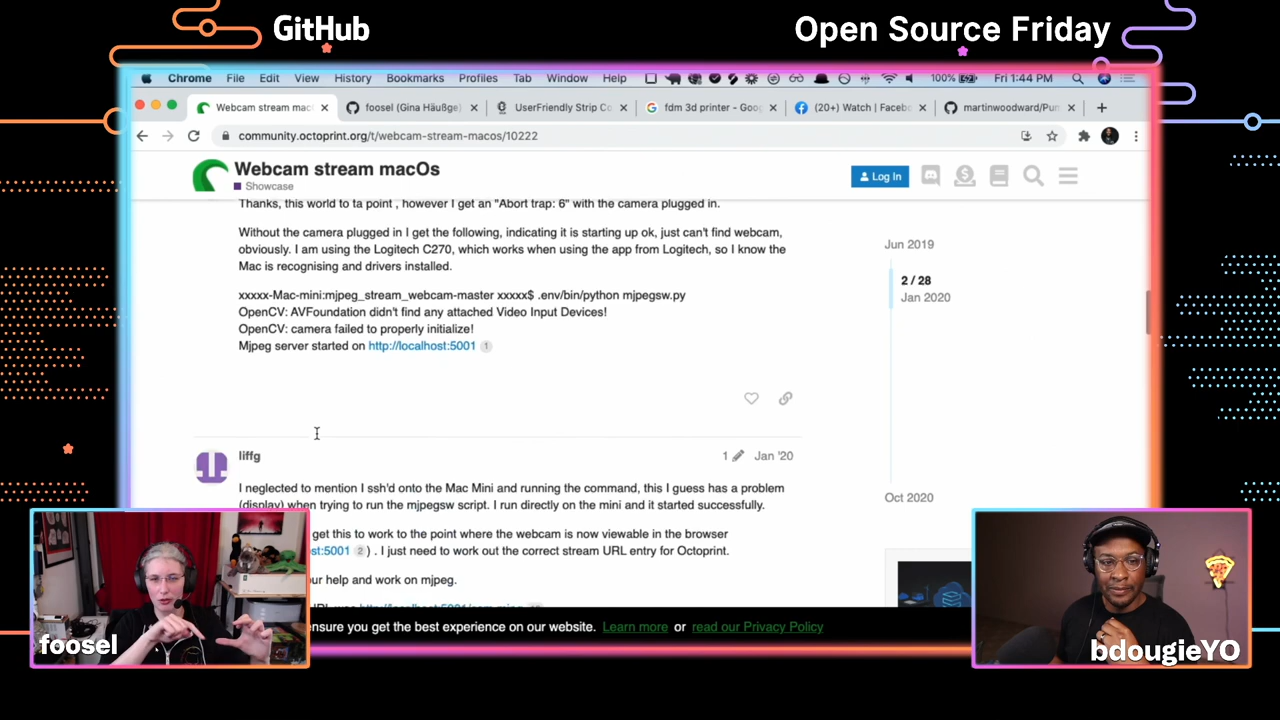 GitHub
Open Source Friday
Chrome File Edit View History Bookmarks Profiles Tab Window Help 100% Fri 1:44 PM
Webcam stream mac
foosel (Gina Häußge)
UserFriendly Strip Co
fdm 3d printer - Goo
(20+) Watch | Facebo
martinwoodward/Pun
community.octoprint.org/t/webcam-stream-macos/10222
Webcam stream macOs
Showcase
Log In
Thanks, this world to ta point , however I get an "Abort trap: 6" with the camera plugged in.
Without the camera plugged in I get the following, indicating it is starting up ok, just can't find webcam,
obviously. I am using the Logitech C270, which works when using the app from Logitech, so I know the
Mac is recognising and drivers installed.
xxxxx-Mac-mini:mjpeg_stream_webcam-master xxxxx$ .env/bin/python mjpegsw.py
OpenCV: AVFoundation didn't find any attached Video Input Devices!
OpenCV: camera failed to properly initialize!
Mjpeg server started on http://localhost:5001 1
Jun 2019
2 / 28
Jan 2020
Oct 2020
liffg
1 Jan '20
I neglected to mention I ssh'd onto the Mac Mini and running the command, this I guess has a problem
(display) when trying to run the mjpegsw script. I run directly on the mini and it started successfully.
get this to work to the point where the webcam is now viewable in the browser
st:5001 2 ) . I just need to work out the correct stream URL entry for Octoprint.
ur help and work on mjpeg.
ensure you get the best experience on our website. Learn more or read our Privacy Policy
foosel
bdougieYO